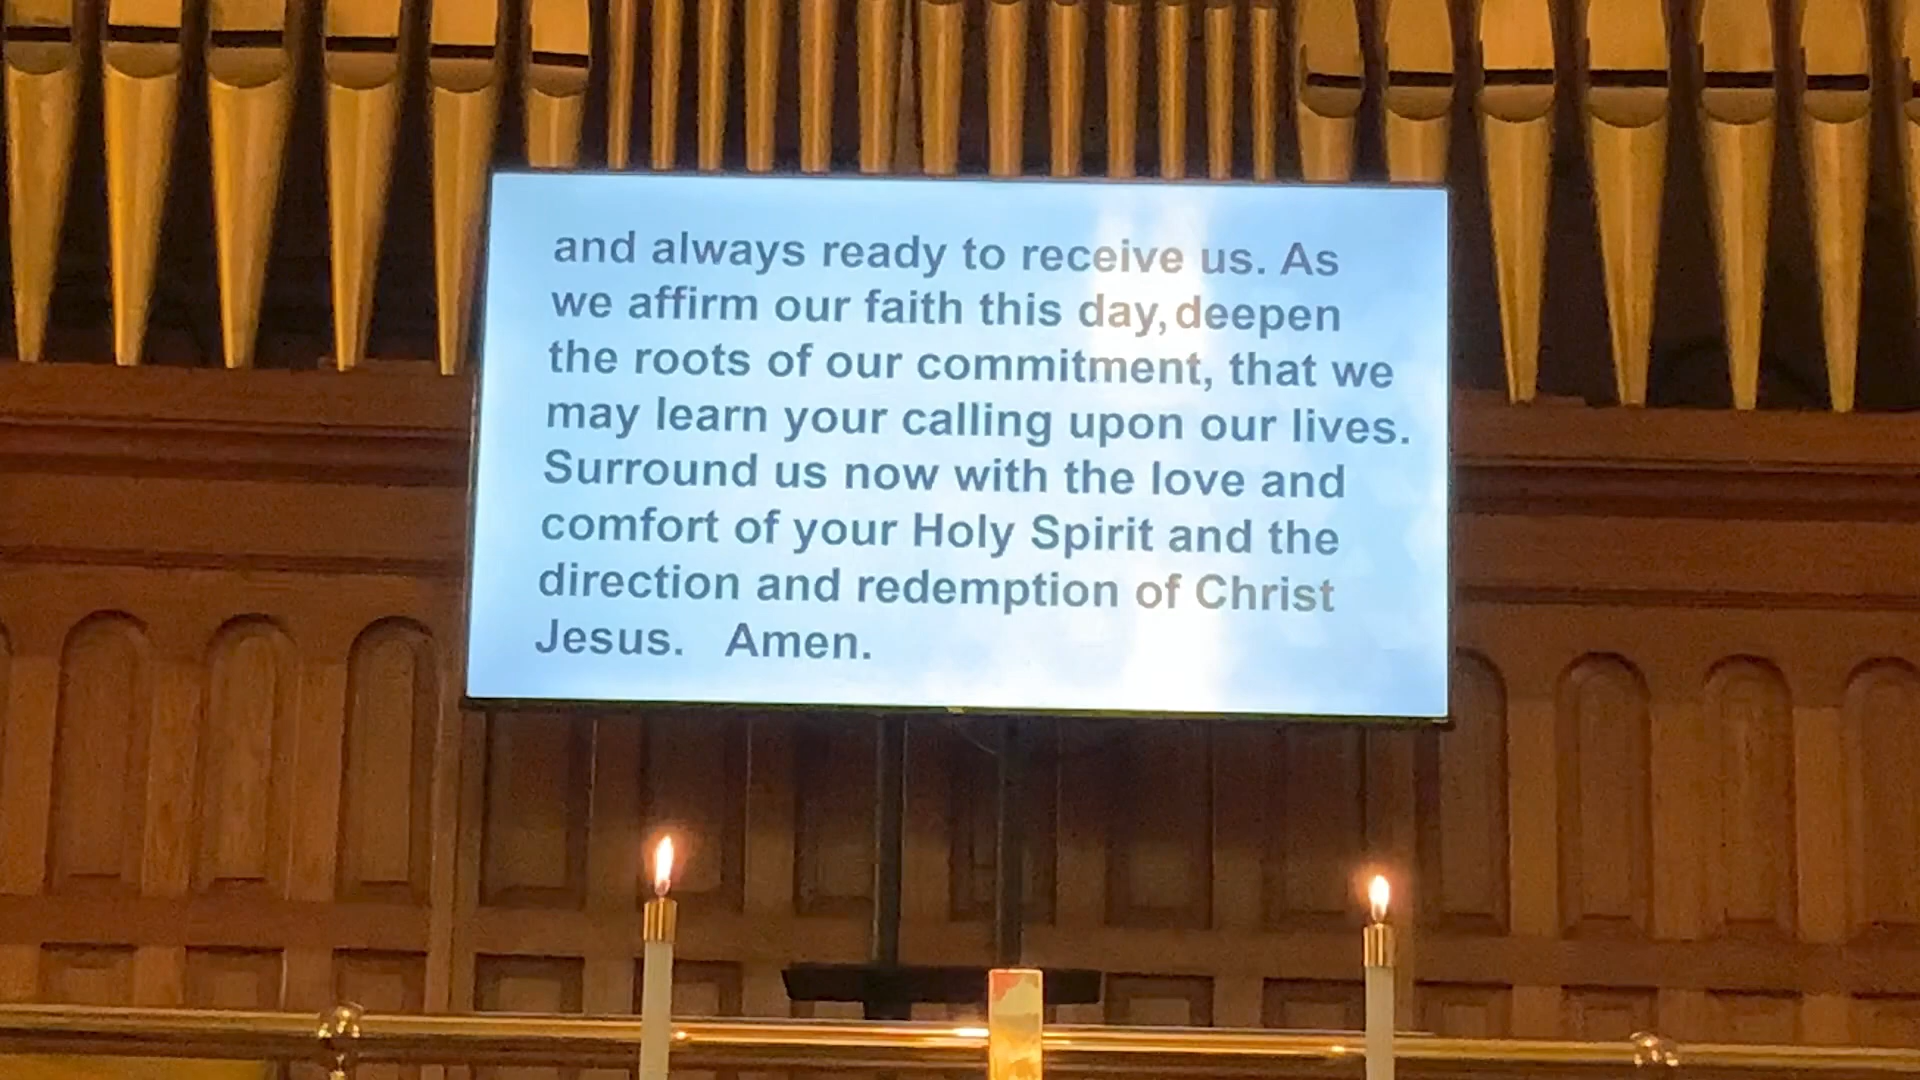 and always ready to receive us. As
we affirm our faith this day, deepen
the roots of our commitment, that we
may learn your calling upon our lives.
Surround us now with the love and
comfort of your Holy Spirit and the
direction and redemption of Christ
Jesus.   Amen.